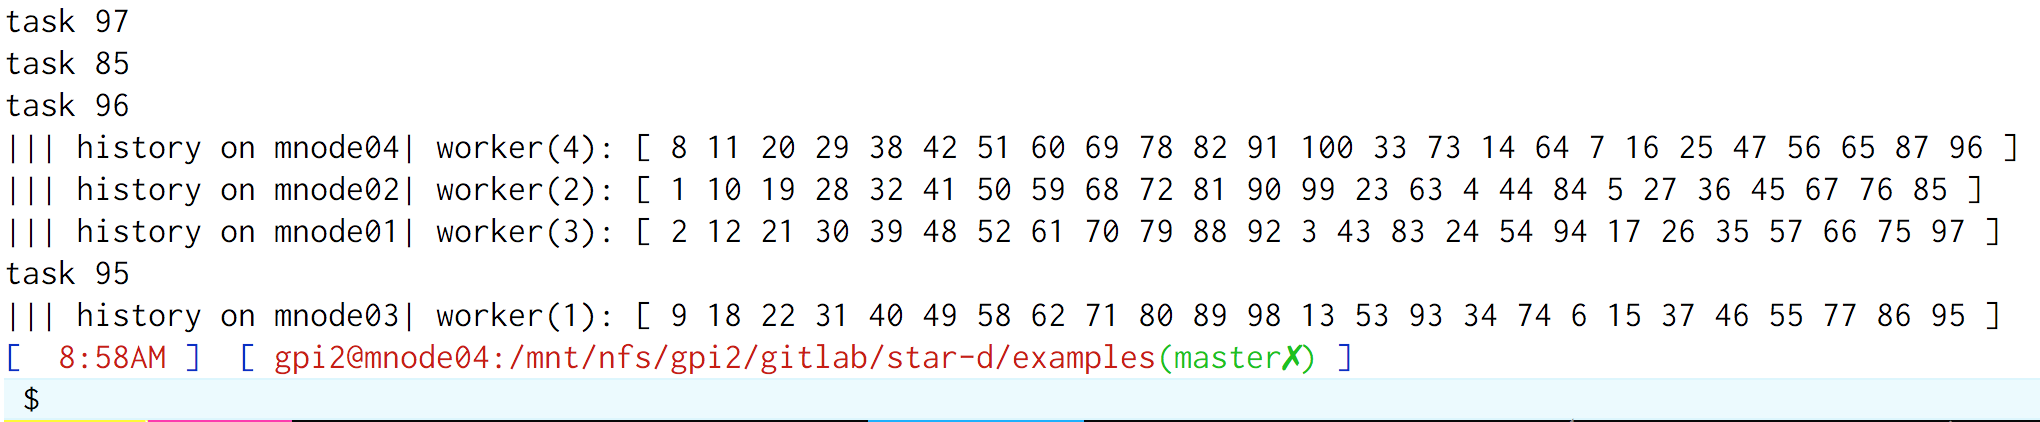 task 97
task 85
task 96
||| history on mnode04| worker(4): [ 8 11 20 29 38 42 51 60 69 78 82 91 100 33 73 14 64 7 16 25 47 56 65 87 96 ]
||| history on mnode02| worker(2): [ 1 10 19 28 32 41 50 59 68 72 81 90 99 23 63 4 44 84 5 27 36 45 67 76 85 ]
||| history on mnode01| worker(3): [ 2 12 21 30 39 48 52 61 70 79 88 92 3 43 83 24 54 94 17 26 35 57 66 75 97 ]
task 95
||| history on mnode03| worker(1): [ 9 18 22 31 40 49 58 62 71 80 89 98 13 53 93 34 74 6 15 37 46 55 77 86 95 ]
[  8:58AM ]  [ gpi2@mnode04:/mnt/nfs/gpi2/gitlab/star-d/examples(master✗) ]
$